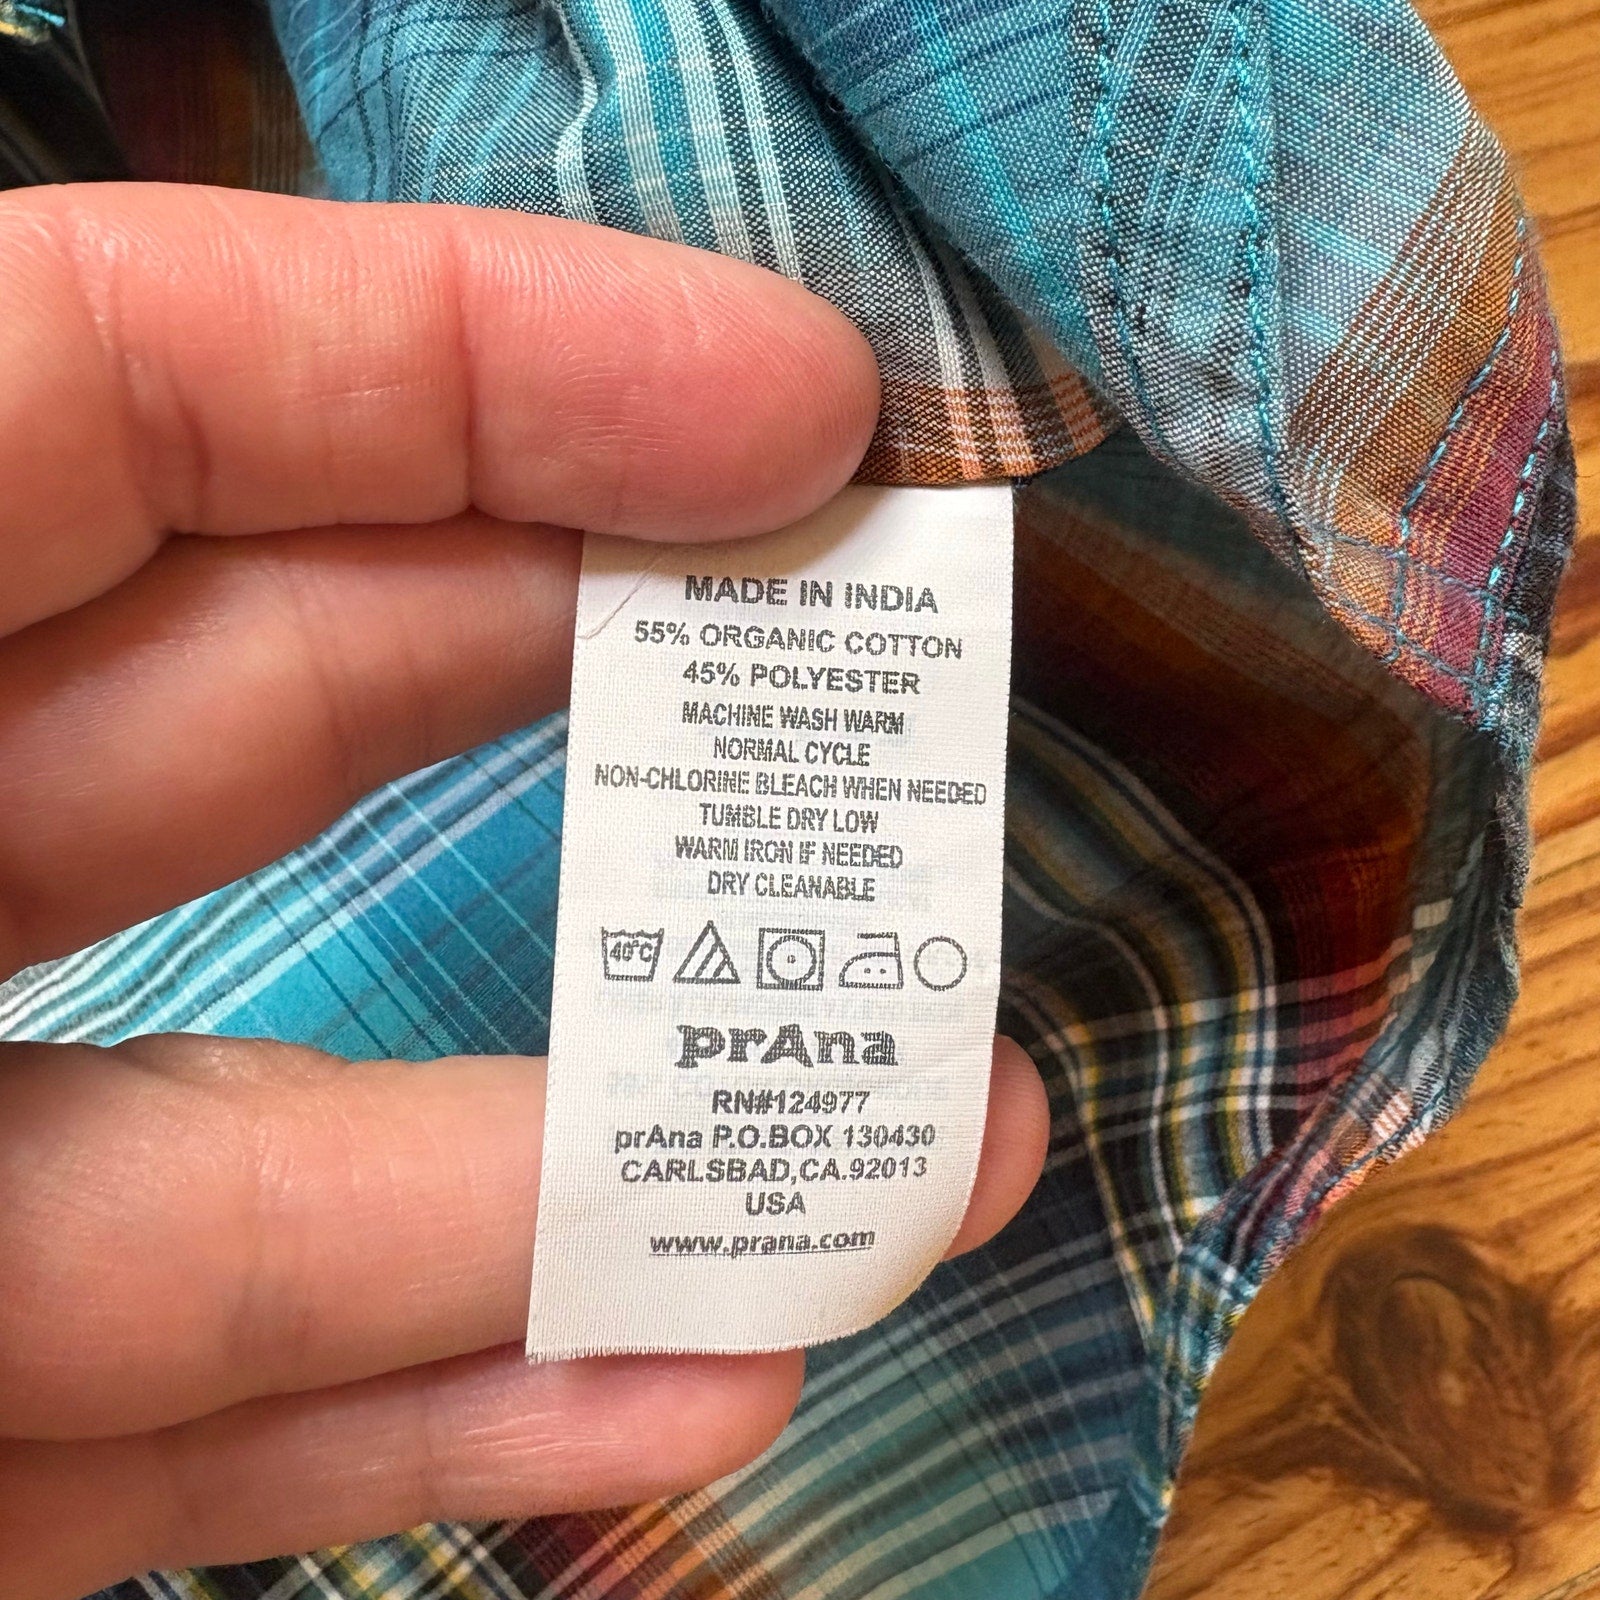 MADE IN INDIA
55% ORGANIC COTTON
45% POLYESTER
MACHINE WASH WARM
NORMAL CYCLE
NON-CHLORINE BLEACH WHEN NEEDED
TUMBLE DRY LOW
WARM IRON IF NEEDED
DRY CLEANABLE
40°C
prAna
RN#124977
prAna P.O.BOX 130430
CARLSBAD,CA.92013
USA
www.prana.com